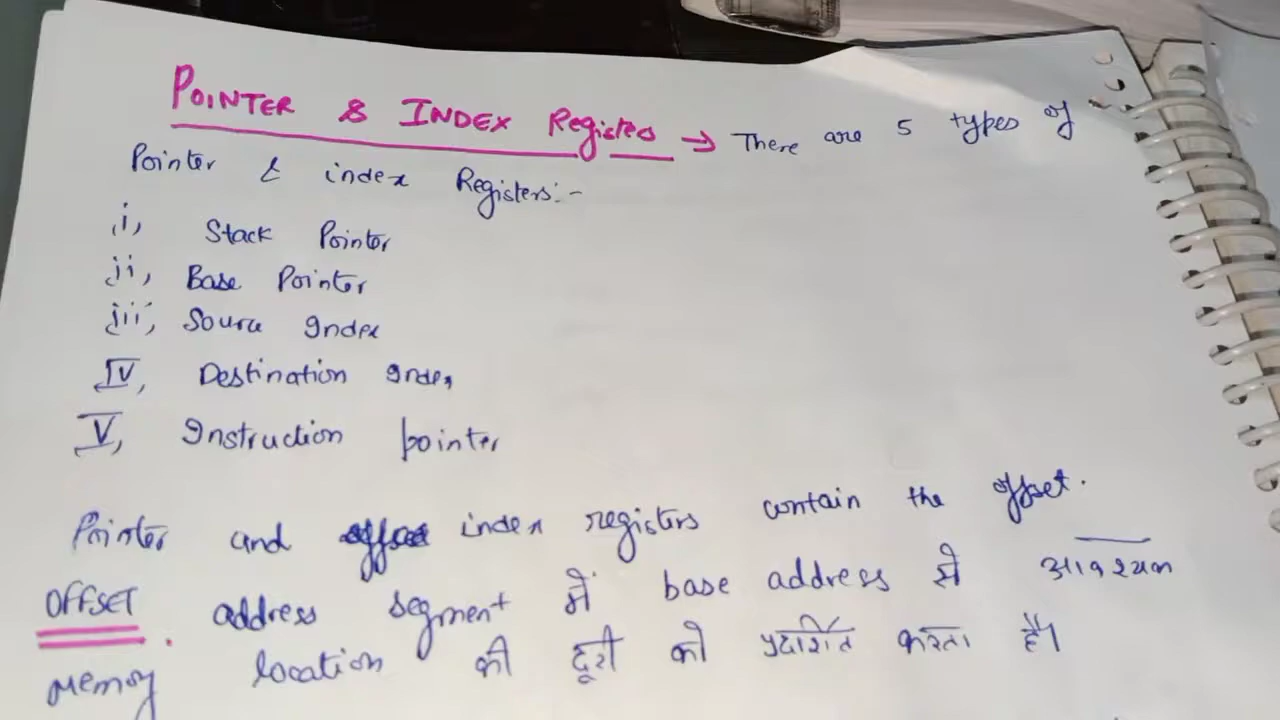 POINTER & INDEX Registers → There are 5 types of
Pointer & index Registers:-
i, Stack Pointer
ii, Base Pointer
iii, Source Index
IV, Destination Index
V, Instruction pointer
Pointer and index registers contain the offset.
OFFSET address segment में base address से आवश्यक
memoy location की दूरी को प्रदर्शित करता है।